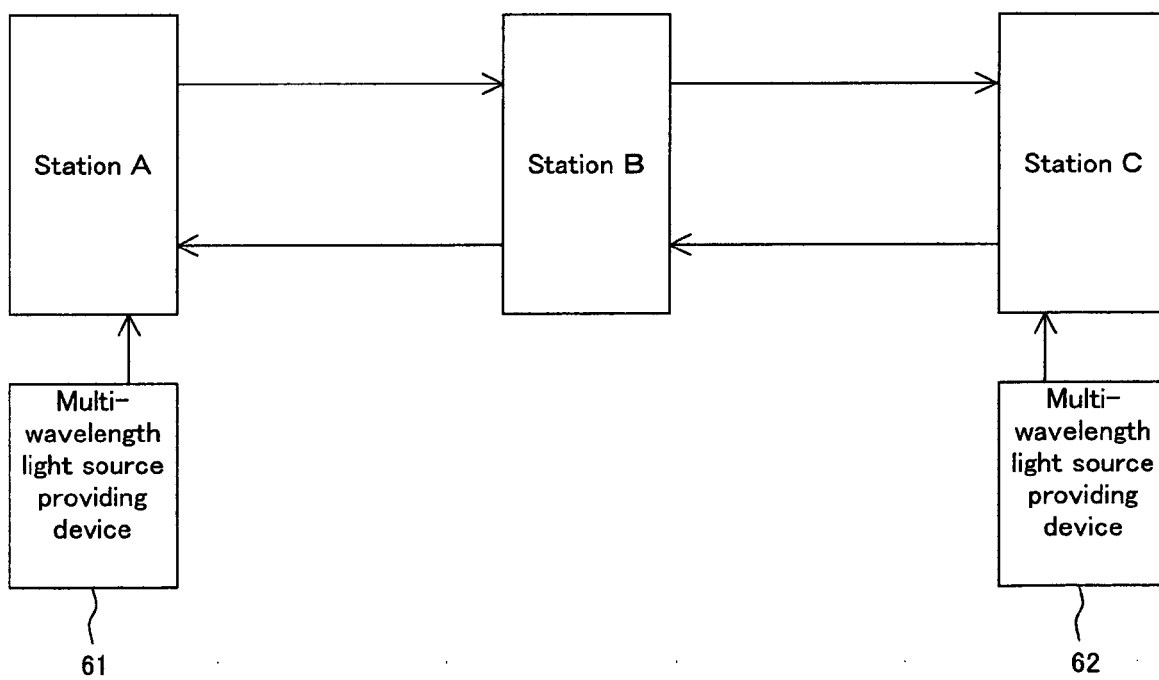 Station A
Station B
Station C
Multi-
wavelength
light source
providing
device
Multi-
wavelength
light source
providing
device
61
62